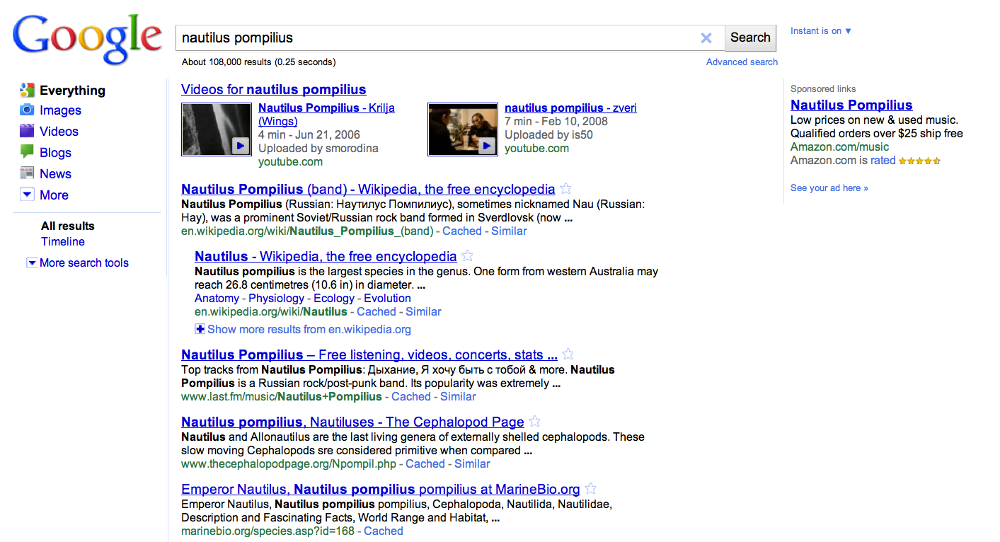 Google
nautilus pompilius
Search
Instant is on ▼
About 108,000 results (0.25 seconds)
Advanced search
Everything
Images
Videos
Blogs
News
More
All results
Timeline
More search tools
Videos for nautilus pompilius
Nautilus Pompilius - Krilja
(Wings)
4 min - Jun 21, 2006
Uploaded by smorodina
youtube.com
nautilus pompilius - zveri
7 min - Feb 10, 2008
Uploaded by is50
youtube.com
Nautilus Pompilius (band) - Wikipedia, the free encyclopedia
Nautilus Pompilius (Russian: Наутилус Помпилиус), sometimes nicknamed Nau (Russian:
Нау), was a prominent Soviet/Russian rock band formed in Sverdlovsk (now ...
en.wikipedia.org/wiki/Nautilus_Pompilius_(band) - Cached - Similar
Nautilus - Wikipedia, the free encyclopedia
Nautilus pompilius is the largest species in the genus. One form from western Australia may
reach 26.8 centimetres (10.6 in) in diameter. ...
Anatomy - Physiology - Ecology - Evolution
en.wikipedia.org/wiki/Nautilus - Cached - Similar
Show more results from en.wikipedia.org
Nautilus Pompilius – Free listening, videos, concerts, stats ...
Top tracks from Nautilus Pompilius: Дыхание, Я хочу быть с тобой & more. Nautilus
Pompilius is a Russian rock/post-punk band. Its popularity was extremely ...
www.last.fm/music/Nautilus+Pompilius - Cached - Similar
Nautilus pompilius, Nautiluses - The Cephalopod Page
Nautilus and Allonautilus are the last living genera of externally shelled cephalopods. These
slow moving Cephalopods sre considered primitive when compared ...
www.thecephalopodpage.org/Npompil.php - Cached - Similar
Emperor Nautilus, Nautilus pompilius pompilius at MarineBio.org
Emperor Nautilus, Nautilus pompilius pompilius, Cephalopoda, Nautilida, Nautilidae,
Description and Fascinating Facts, World Range and Habitat, ...
marinebio.org/species.asp?id=168 - Cached
Sponsored links
Nautilus Pompilius
Low prices on new & used music.
Qualified orders over $25 ship free
Amazon.com/music
Amazon.com is rated
See your ad here »